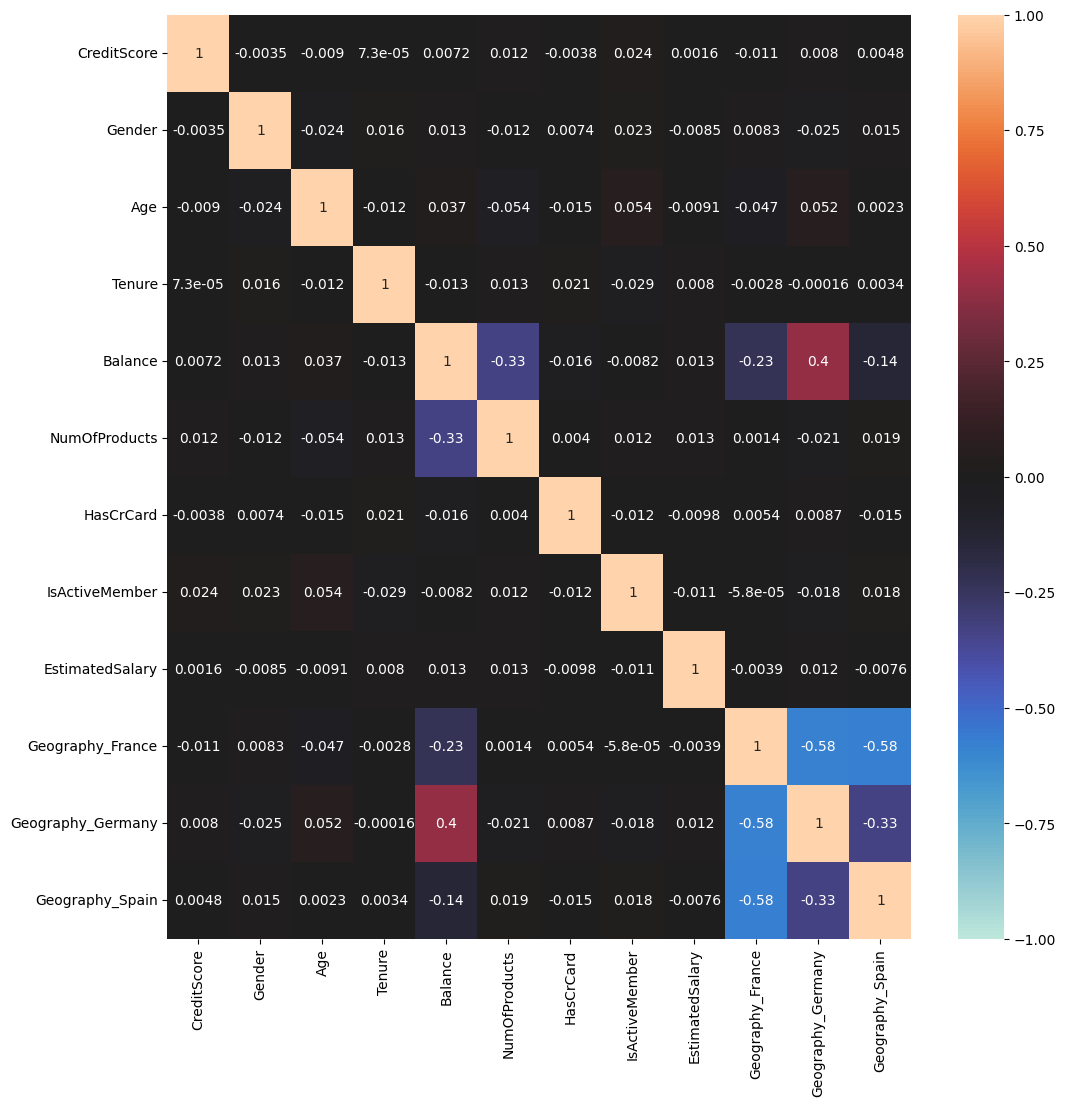 CreditScore 1 -0.0035 -0.009 7.3e-05 0.0072 0.012 -0.0038 0.024 0.0016 -0.011 0.008 0.0048
Gender -0.0035 1 -0.024 0.016 0.013 -0.012 0.0074 0.023 -0.0085 0.0083 -0.025 0.015
Age -0.009 -0.024 1 -0.012 0.037 -0.054 -0.015 0.054 -0.0091 -0.047 0.052 0.0023
Tenure 7.3e-05 0.016 -0.012 1 -0.013 0.013 0.021 -0.029 0.008 -0.0028 -0.00016 0.0034
Balance 0.0072 0.013 0.037 -0.013 1 -0.33 -0.016 -0.0082 0.013 -0.23 0.4 -0.14
NumOfProducts 0.012 -0.012 -0.054 0.013 -0.33 1 0.004 0.012 0.013 0.0014 -0.021 0.019
HasCrCard -0.0038 0.0074 -0.015 0.021 -0.016 0.004 1 -0.012 -0.0098 0.0054 0.0087 -0.015
IsActiveMember 0.024 0.023 0.054 -0.029 -0.0082 0.012 -0.012 1 -0.011 -5.8e-05 -0.018 0.018
EstimatedSalary 0.0016 -0.0085 -0.0091 0.008 0.013 0.013 -0.0098 -0.011 1 -0.0039 0.012 -0.0076
Geography_France -0.011 0.0083 -0.047 -0.0028 -0.23 0.0014 0.0054 -5.8e-05 -0.0039 1 -0.58 -0.58
Geography_Germany 0.008 -0.025 0.052 -0.00016 0.4 -0.021 0.0087 -0.018 0.012 -0.58 1 -0.33
Geography_Spain 0.0048 0.015 0.0023 0.0034 -0.14 0.019 -0.015 0.018 -0.0076 -0.58 -0.33 1
CreditScore
Gender
Age
Tenure
Balance
NumOfProducts
HasCrCard
IsActiveMember
EstimatedSalary
Geography_France
Geography_Germany
Geography_Spain
1.00
0.75
0.50
0.25
0.00
−0.25
−0.50
−0.75
−1.00